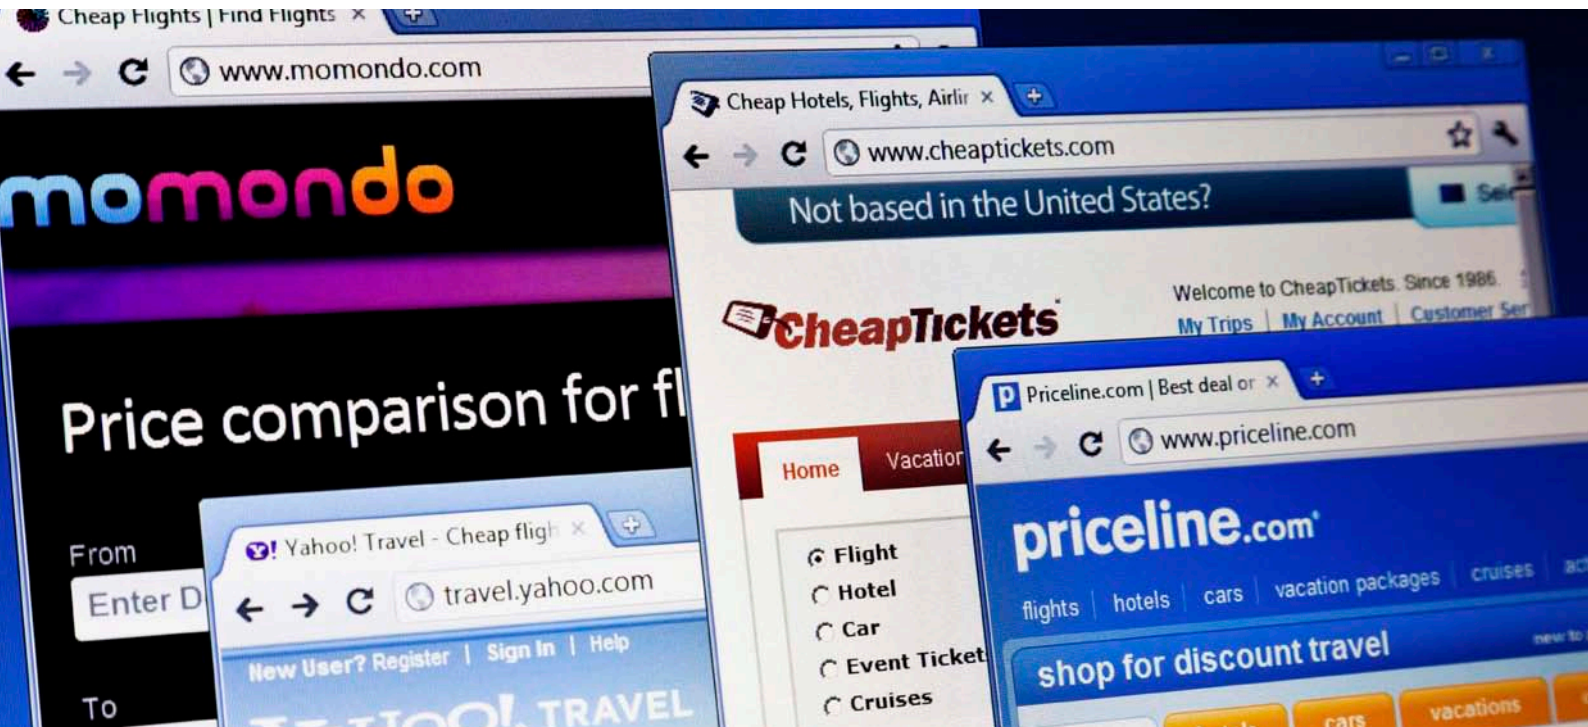 Cheap Flights | Find Flights
www.momondo.com
momondo
Price comparison for fl
From
Enter D
To
Yahoo! Travel - Cheap fligh
travel.yahoo.com
New User? Register | Sign In | Help
YAHOO! TRAVEL
Cheap Hotels, Flights, Airlin
www.cheaptickets.com
Not based in the United States?
CheapTickets
Welcome to CheapTickets. Since 1986.
My Trips | My Account | Customer Ser
Home Vacation
Flight
Hotel
Car
Event Ticket
Cruises
Priceline.com | Best deal or
www.priceline.com
priceline.com
flights | hotels | cars | vacation packages | cruises
shop for discount travel
new to
cars vacations